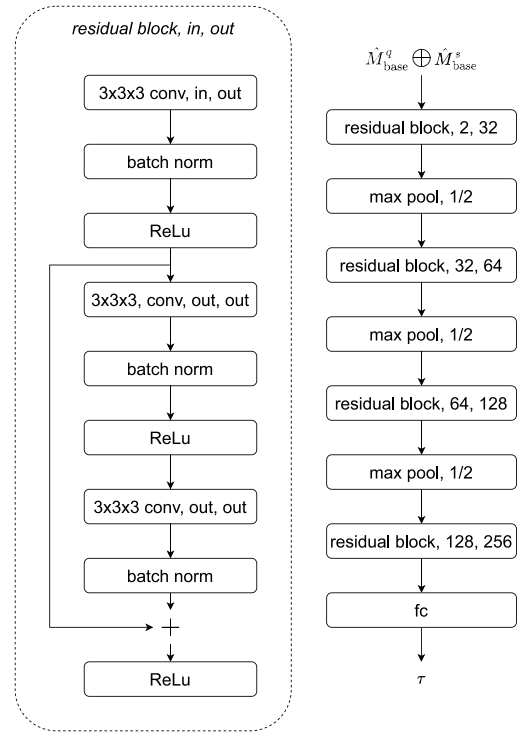 residual block, in, out
3x3x3 conv, in, out
batch norm
ReLu
3x3x3, conv, out, out
batch norm
ReLu
3x3x3 conv, out, out
batch norm
+
ReLu
M̂^q_base ⊕ M̂^s_base
residual block, 2, 32
max pool, 1/2
residual block, 32, 64
max pool, 1/2
residual block, 64, 128
max pool, 1/2
residual block, 128, 256
fc
τ